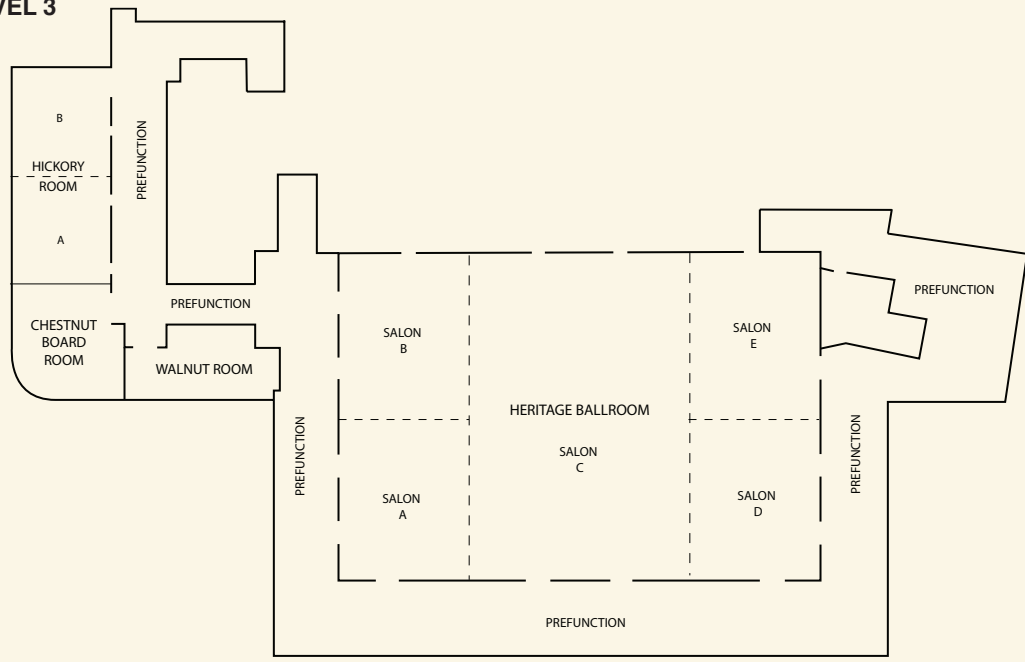 VEL 3
B
HICKORY
ROOM
A
PREFUNCTION
CHESTNUT
BOARD
ROOM
PREFUNCTION
WALNUT ROOM
PREFUNCTION
SALON
B
SALON
A
HERITAGE BALLROOM
SALON
C
SALON
E
SALON
D
PREFUNCTION
PREFUNCTION
PREFUNCTION